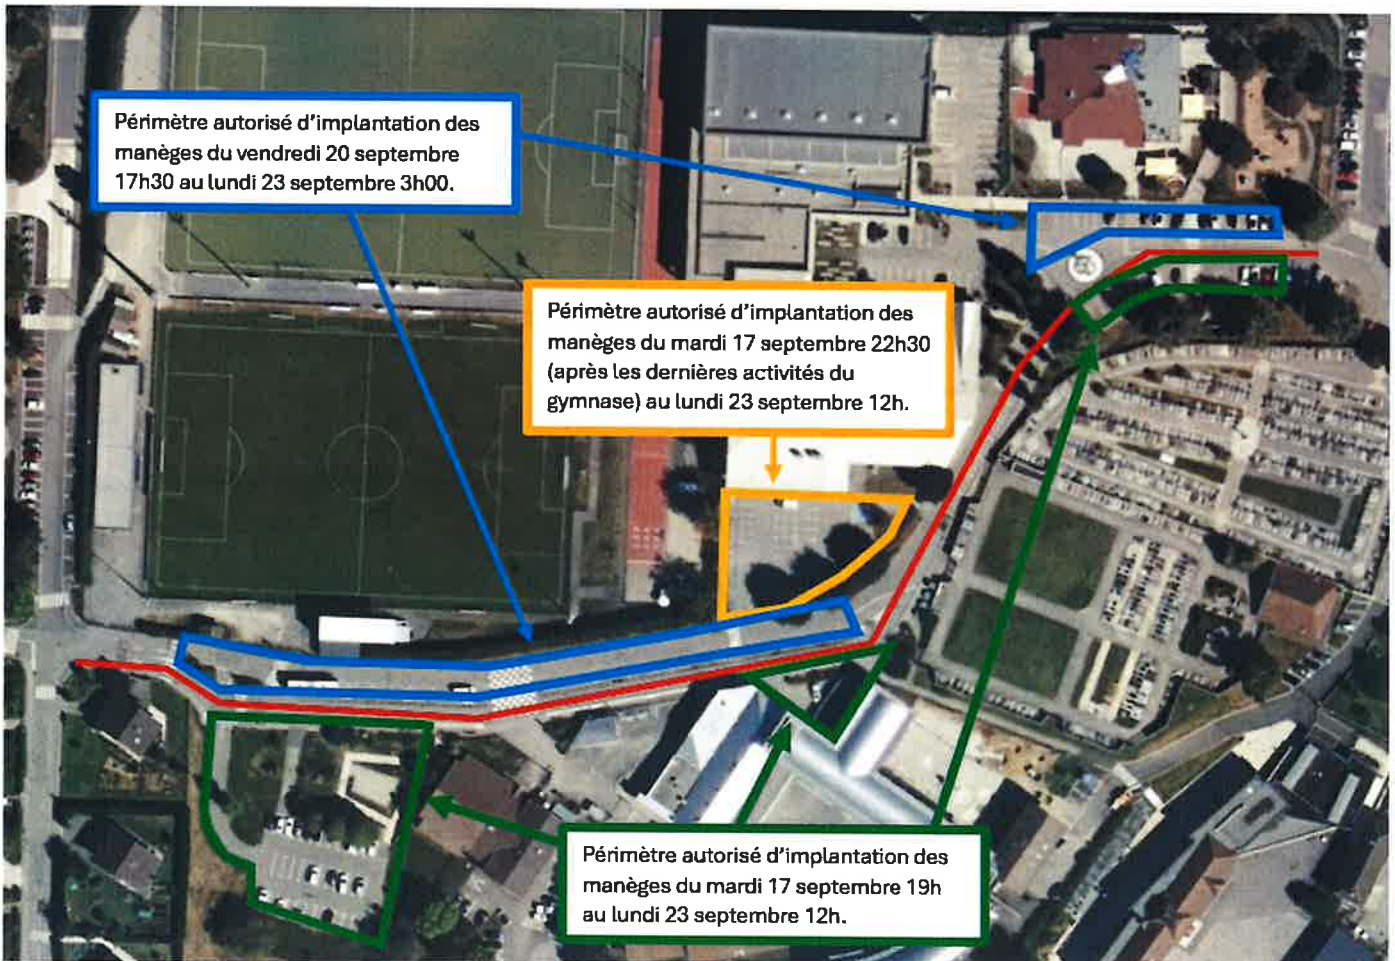 Périmètre autorisé d'implantation des
manèges du vendredi 20 septembre
17h30 au lundi 23 septembre 3h00.
Périmètre autorisé d'implantation des
manèges du mardi 17 septembre 22h30
(après les dernières activités du
gymnase) au lundi 23 septembre 12h.
Périmètre autorisé d'implantation des
manèges du mardi 17 septembre 19h
au lundi 23 septembre 12h.